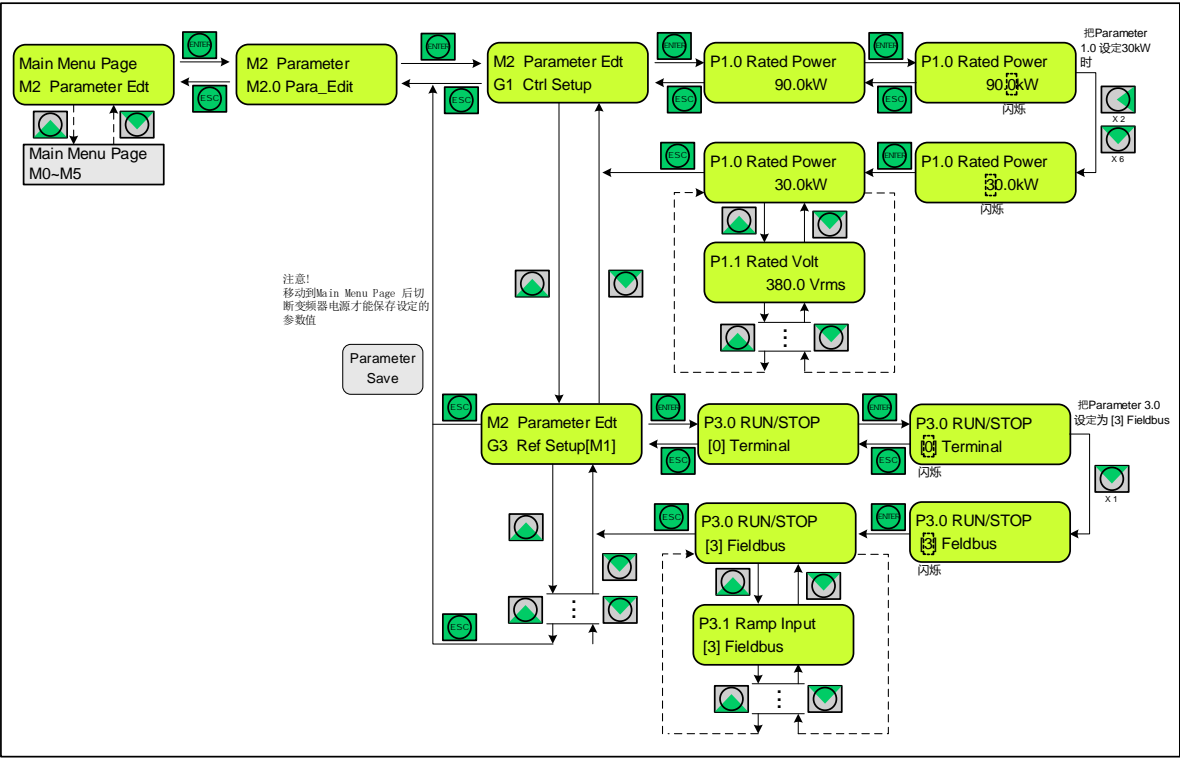 ENTER
ENTER
ENTER
ENTER
Main Menu Page
M2  Parameter Edt
M2  Parameter
M2.0 Para_Edit
M2  Parameter Edt
G1  Ctrl Setup
P1.0 Rated Power
90.0kW
P1.0 Rated Power
90.0kW
闪烁
把Parameter
1.0 设定30kW
时
ESC
ESC
ESC
ESC
X 2
X 6
Main Menu Page
M0~M5
ESC
P1.0 Rated Power
30.0kW
ENTER
P1.0 Rated Power
30.0kW
闪烁
P1.1 Rated Volt
380.0 Vrms
注意!
移动到Main Menu Page 后切
断变频器电源才能保存设定的
参数值
⋮
Parameter
Save
ESC
M2  Parameter Edt
G3  Ref Setup[M1]
ENTER
P3.0 RUN/STOP
[0] Terminal
ENTER
P3.0 RUN/STOP
[0] Terminal
闪烁
把Parameter 3.0
设定为 [3] Fieldbus
ESC
ESC
X 1
ESC
P3.0 RUN/STOP
[3] Fieldbus
ENTER
P3.0 RUN/STOP
[3] Feldbus
闪烁
⋮
ESC
P3.1 Ramp Input
[3] Fieldbus
⋮